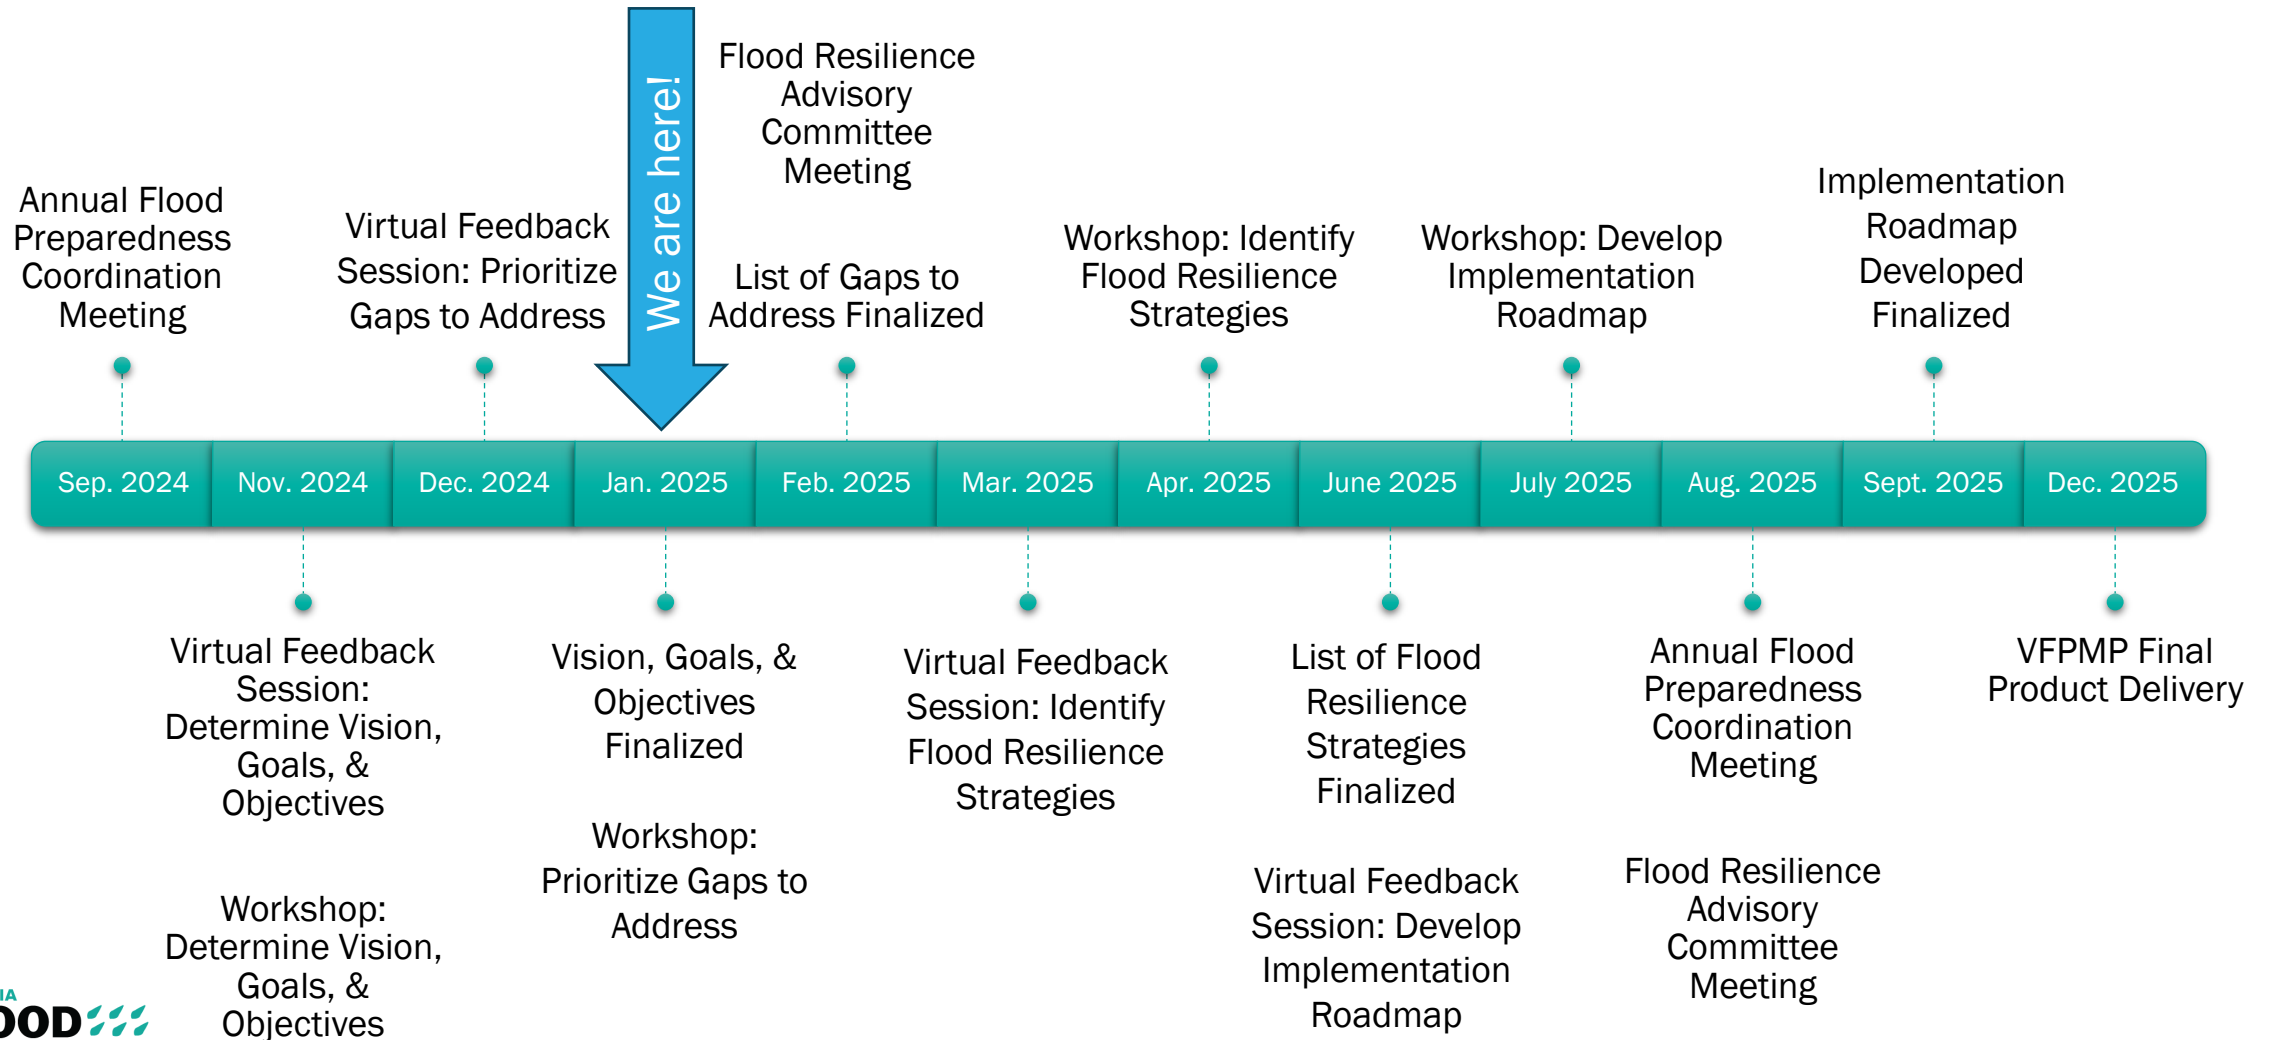 We are here!
Flood Resilience
Advisory
Committee
Meeting
List of Gaps to
Address Finalized
Annual Flood
Preparedness
Coordination
Meeting
Virtual Feedback
Session: Prioritize
Gaps to Address
Workshop: Identify
Flood Resilience
Strategies
Workshop: Develop
Implementation
Roadmap
Implementation
Roadmap
Developed
Finalized
Sep. 2024
Nov. 2024
Dec. 2024
Jan. 2025
Feb. 2025
Mar. 2025
Apr. 2025
June 2025
July 2025
Aug. 2025
Sept. 2025
Dec. 2025
Virtual Feedback
Session:
Determine Vision,
Goals, &
Objectives
Workshop:
Determine Vision,
Goals, &
Objectives
Vision, Goals, &
Objectives
Finalized
Workshop:
Prioritize Gaps to
Address
Virtual Feedback
Session: Identify
Flood Resilience
Strategies
List of Flood
Resilience
Strategies
Finalized
Virtual Feedback
Session: Develop
Implementation
Roadmap
Annual Flood
Preparedness
Coordination
Meeting
Flood Resilience
Advisory
Committee
Meeting
VFPMP Final
Product Delivery